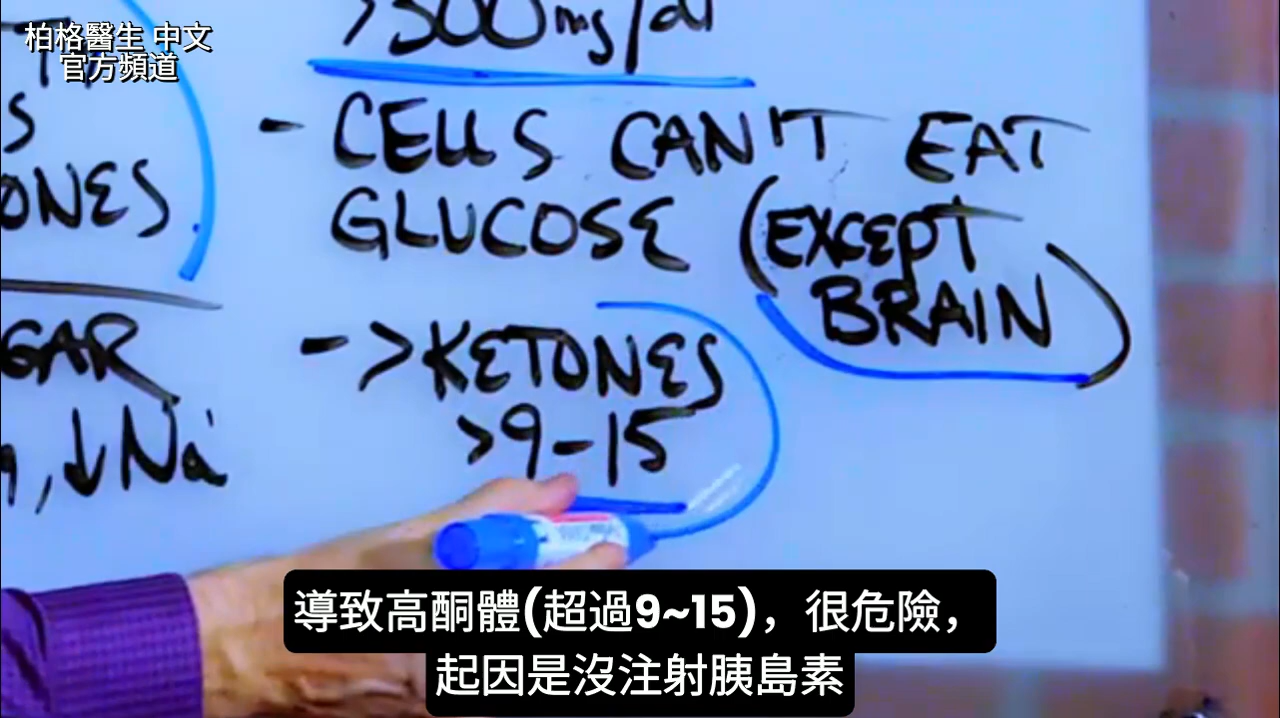 柏格醫生 中文
官方頻道
>300mg/dl
S
ONES
- CELLS CAN'T EAT
GLUCOSE (EXCEPT
BRAIN)
GAR
- >KETONES
>9-15
, ↓Na
導致高酮體(超過9~15)，很危險，
起因是沒注射胰島素